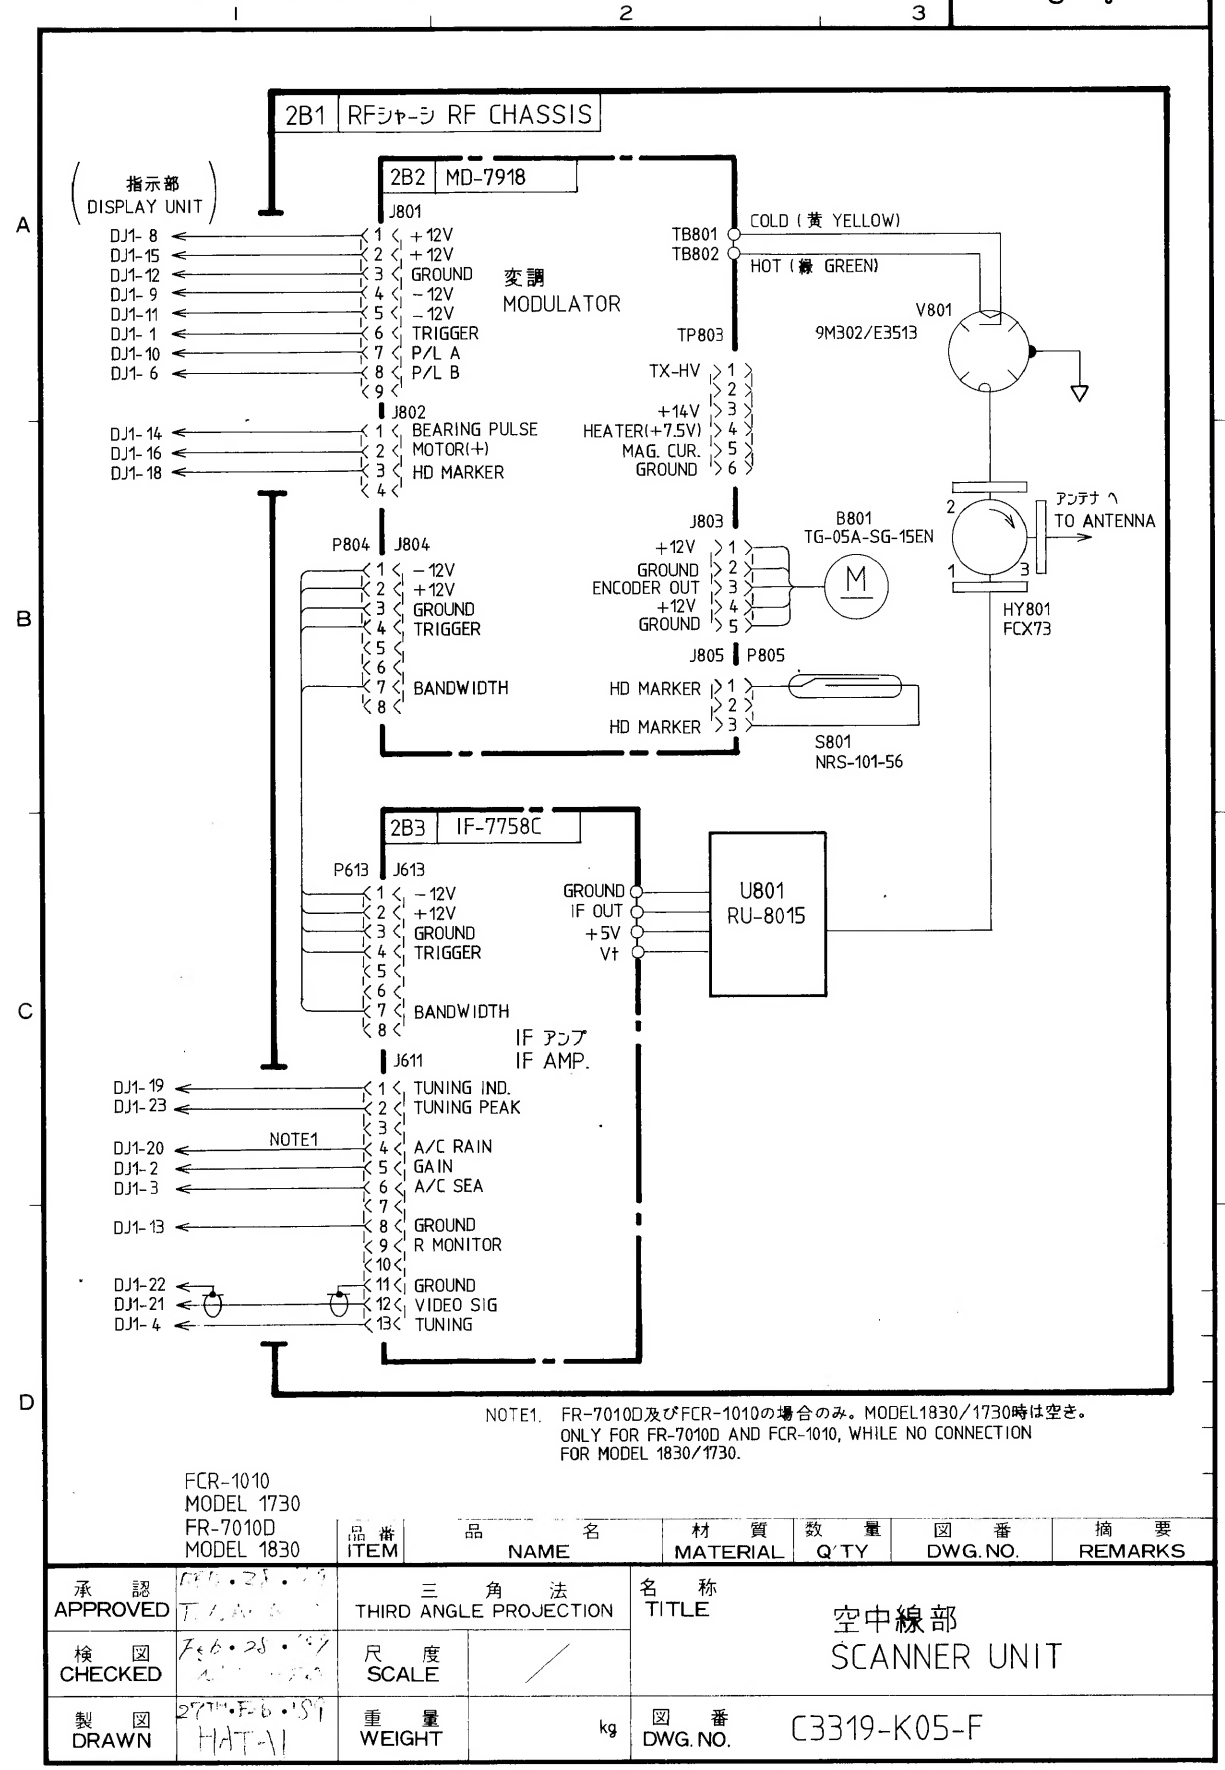 1 2 3
2B1 RFシャーシ RF CHASSIS
指示部
DISPLAY UNIT
2B2 MD-7918
A
J801
DJ1-8 1 +12V
DJ1-15 2 +12V
DJ1-12 3 GROUND
DJ1-9 4 -12V
DJ1-11 5 -12V
DJ1-1 6 TRIGGER
DJ1-10 7 P/L A
DJ1-6 8 P/L B
9
変調
MODULATOR
TB801 COLD (黄 YELLOW)
TB802 HOT (緑 GREEN)
V801
9M302/E3513
TP803
TX-HV 1
2
+14V 3
HEATER(+7.5V) 4
MAG. CUR. 5
GROUND 6
J802
DJ1-14 1 BEARING PULSE
DJ1-16 2 MOTOR(+)
DJ1-18 3 HD MARKER
4
2
アンテナ ヘ
TO ANTENNA
1 3
HY801
FCX73
J803
B801
TG-05A-SG-15EN
+12V 1
GROUND 2
ENCODER OUT 3
+12V 4
GROUND 5
M
B
P804 J804
1 -12V
2 +12V
3 GROUND
4 TRIGGER
5
6
7 BANDWIDTH
8
J805 P805
HD MARKER 1
2
HD MARKER 3
S801
NRS-101-56
2B3 IF-7758C
P613 J613
1 -12V
2 +12V
3 GROUND
4 TRIGGER
5
6
7 BANDWIDTH
8
GROUND
IF OUT
+5V
Vt
U801
RU-8015
C
IF アンプ
IF AMP.
J611
DJ1-19 1 TUNING IND.
DJ1-23 2 TUNING PEAK
3
DJ1-20 NOTE1 4 A/C RAIN
DJ1-2 5 GAIN
DJ1-3 6 A/C SEA
7
DJ1-13 8 GROUND
9 R MONITOR
10
DJ1-22 11 GROUND
DJ1-21 12 VIDEO SIG
DJ1-4 13 TUNING
D
NOTE1. FR-7010D及びFCR-1010の場合のみ。MODEL1830/1730時は空き。
ONLY FOR FR-7010D AND FCR-1010, WHILE NO CONNECTION
FOR MODEL 1830/1730.
FCR-1010
MODEL 1730
FR-7010D
MODEL 1830
品番 品名 材質 数量 図番 摘要
ITEM NAME MATERIAL Q'TY DWG.NO. REMARKS
承認
APPROVED
三角法
THIRD ANGLE PROJECTION
名称
TITLE
空中線部
SCANNER UNIT
検図
CHECKED
Feb・28・
尺度
SCALE
製図
DRAWN
HATAI
重量
WEIGHT kg
図番
DWG.NO. C3319-K05-F